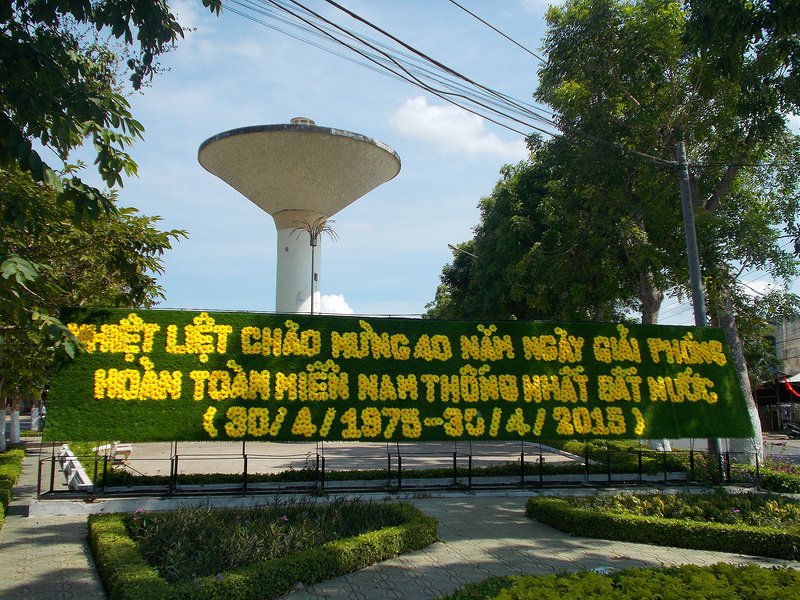 NHIỆT LIỆT CHÀO MỪNG 40 NĂM NGÀY GIẢI PHÓNG
HOÀN TOÀN MIỀN NAM THỐNG NHẤT ĐẤT NƯỚC
(30/4/1975-30/4/2015)